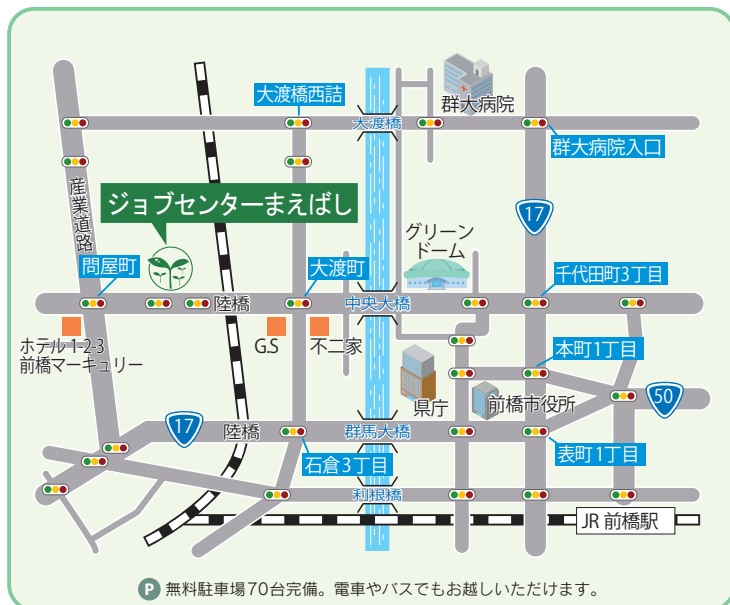 大渡橋西詰
群大病院
大渡橋
群大病院入口
産業道路
ジョブセンターまえばし
17
グリーン
ドーム
問屋町
大渡町
千代田町3丁目
陸橋
中央大橋
ホテル1-2-3
前橋マーキュリー
G.S
不二家
本町1丁目
県庁
前橋市役所
50
17
陸橋
群馬大橋
石倉3丁目
表町1丁目
利根橋
JR 前橋駅
P 無料駐車場70台完備。電車やバスでもお越しいただけます。